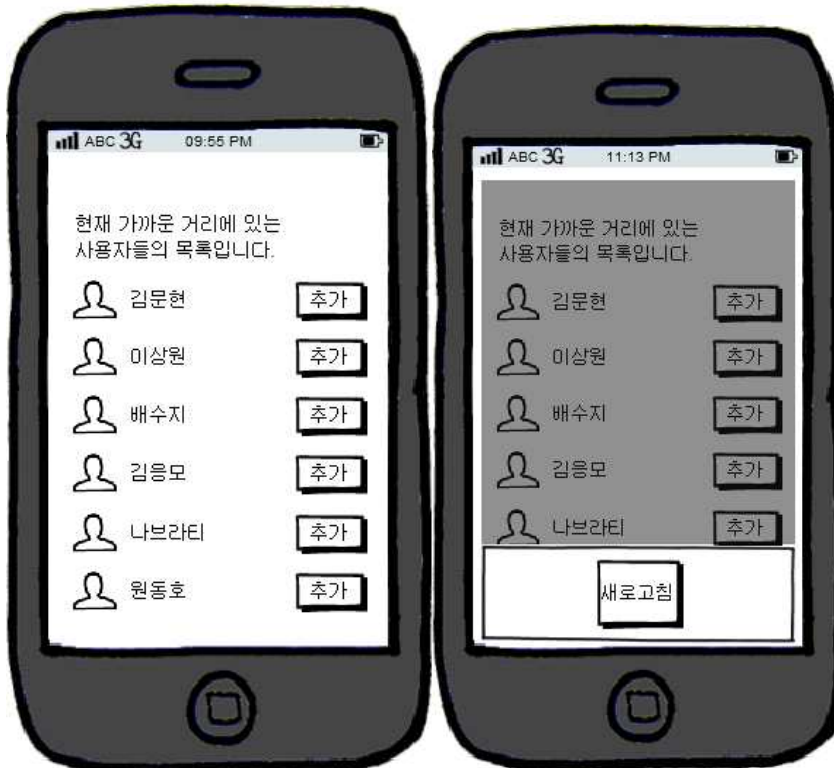 ABC 3G 09:55 PM
현재 가까운 거리에 있는
사용자들의 목록입니다.
김문현 추가
이상원 추가
배수지 추가
김응모 추가
나브라티 추가
원동호 추가
ABC 3G 11:13 PM
현재 가까운 거리에 있는
사용자들의 목록입니다.
김문현 추가
이상원 추가
배수지 추가
김응모 추가
나브라티 추가
새로고침